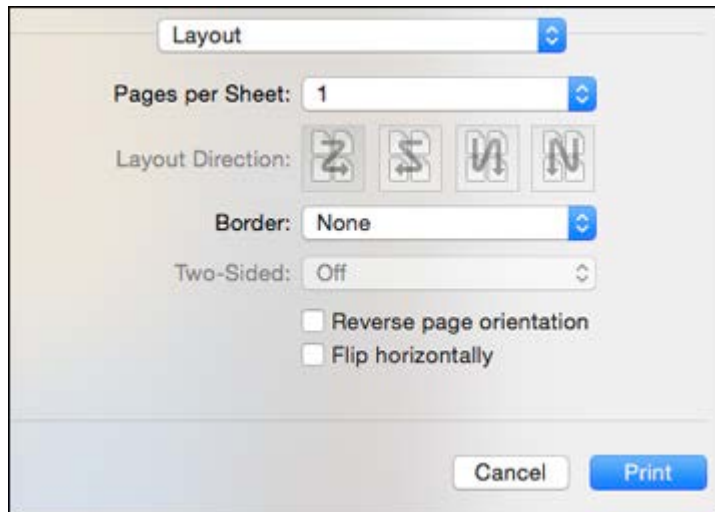 Layout
Pages per Sheet: 1
Layout Direction:
Border: None
Two-Sided: Off
Reverse page orientation
Flip horizontally
Cancel Print